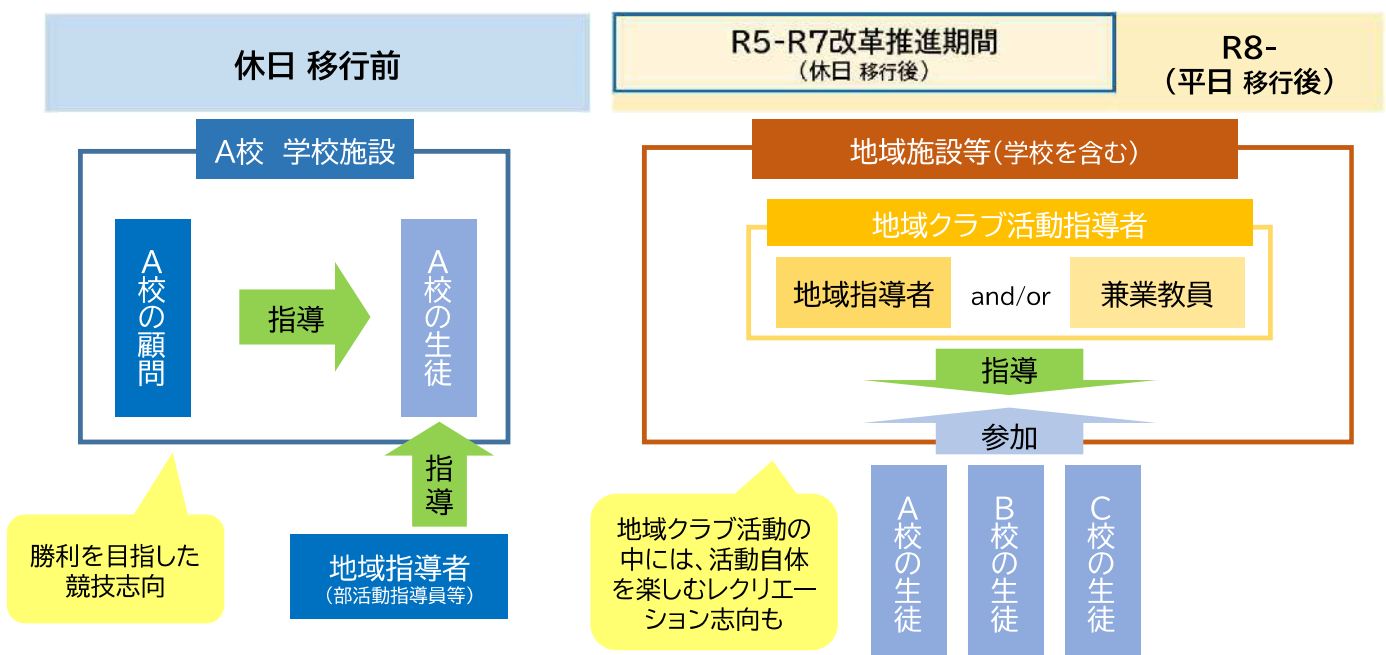 休日 移行前
A校 学校施設
A校の顧問
指導
A校の生徒
指導
地域指導者
（部活動指導員等）
勝利を目指した
競技志向
R5-R7改革推進期間
（休日 移行後）
R8-
（平日 移行後）
地域施設等（学校を含む）
地域クラブ活動指導者
地域指導者
and/or
兼業教員
指導
参加
A校の生徒
B校の生徒
C校の生徒
地域クラブ活動の
中には、活動自体
を楽しむレクリエー
ション志向も